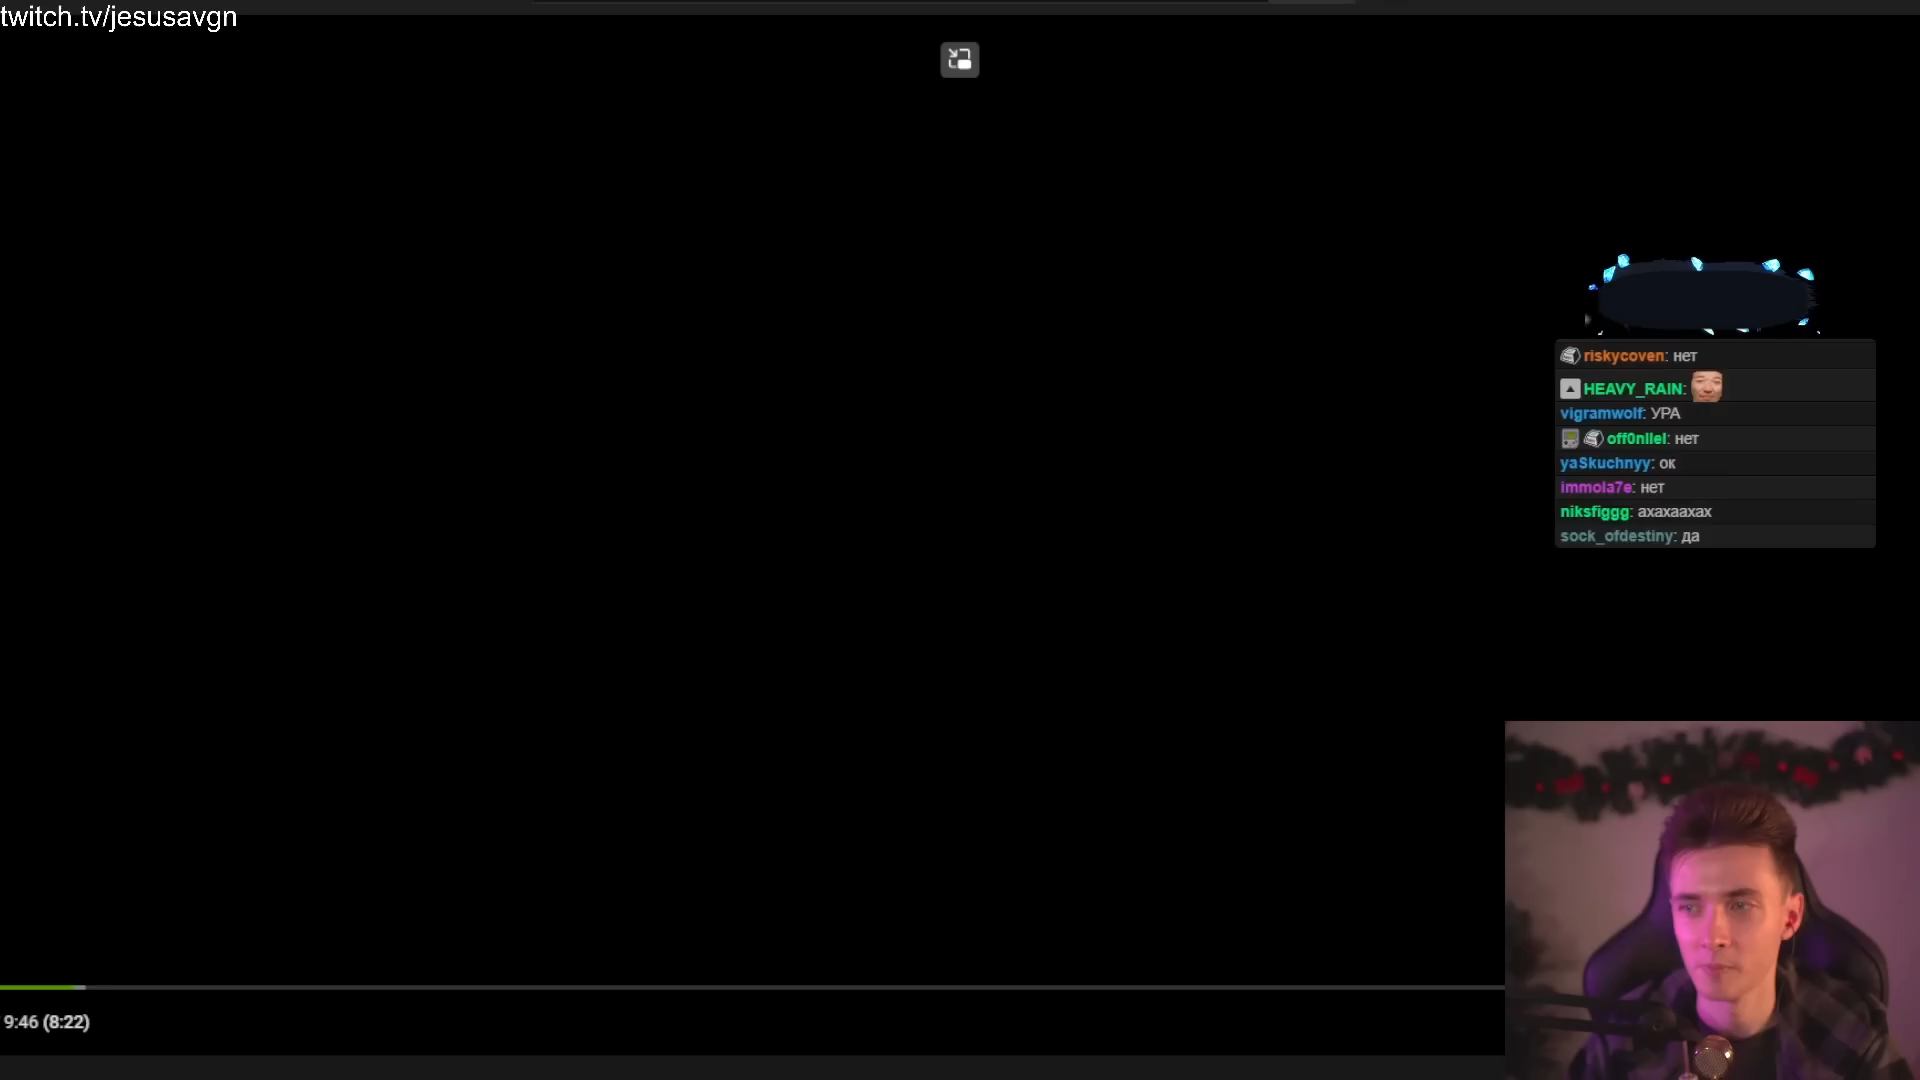 twitch.tv/jesusavgn
riskycoven: нет
HEAVY_RAIN:
vigramwolf: УРА
off0nllel: нет
yaSkuchnyy: ок
immola7e: нет
niksfiggg: ахахаахах
sock_ofdestiny: да
9:46 (8:22)